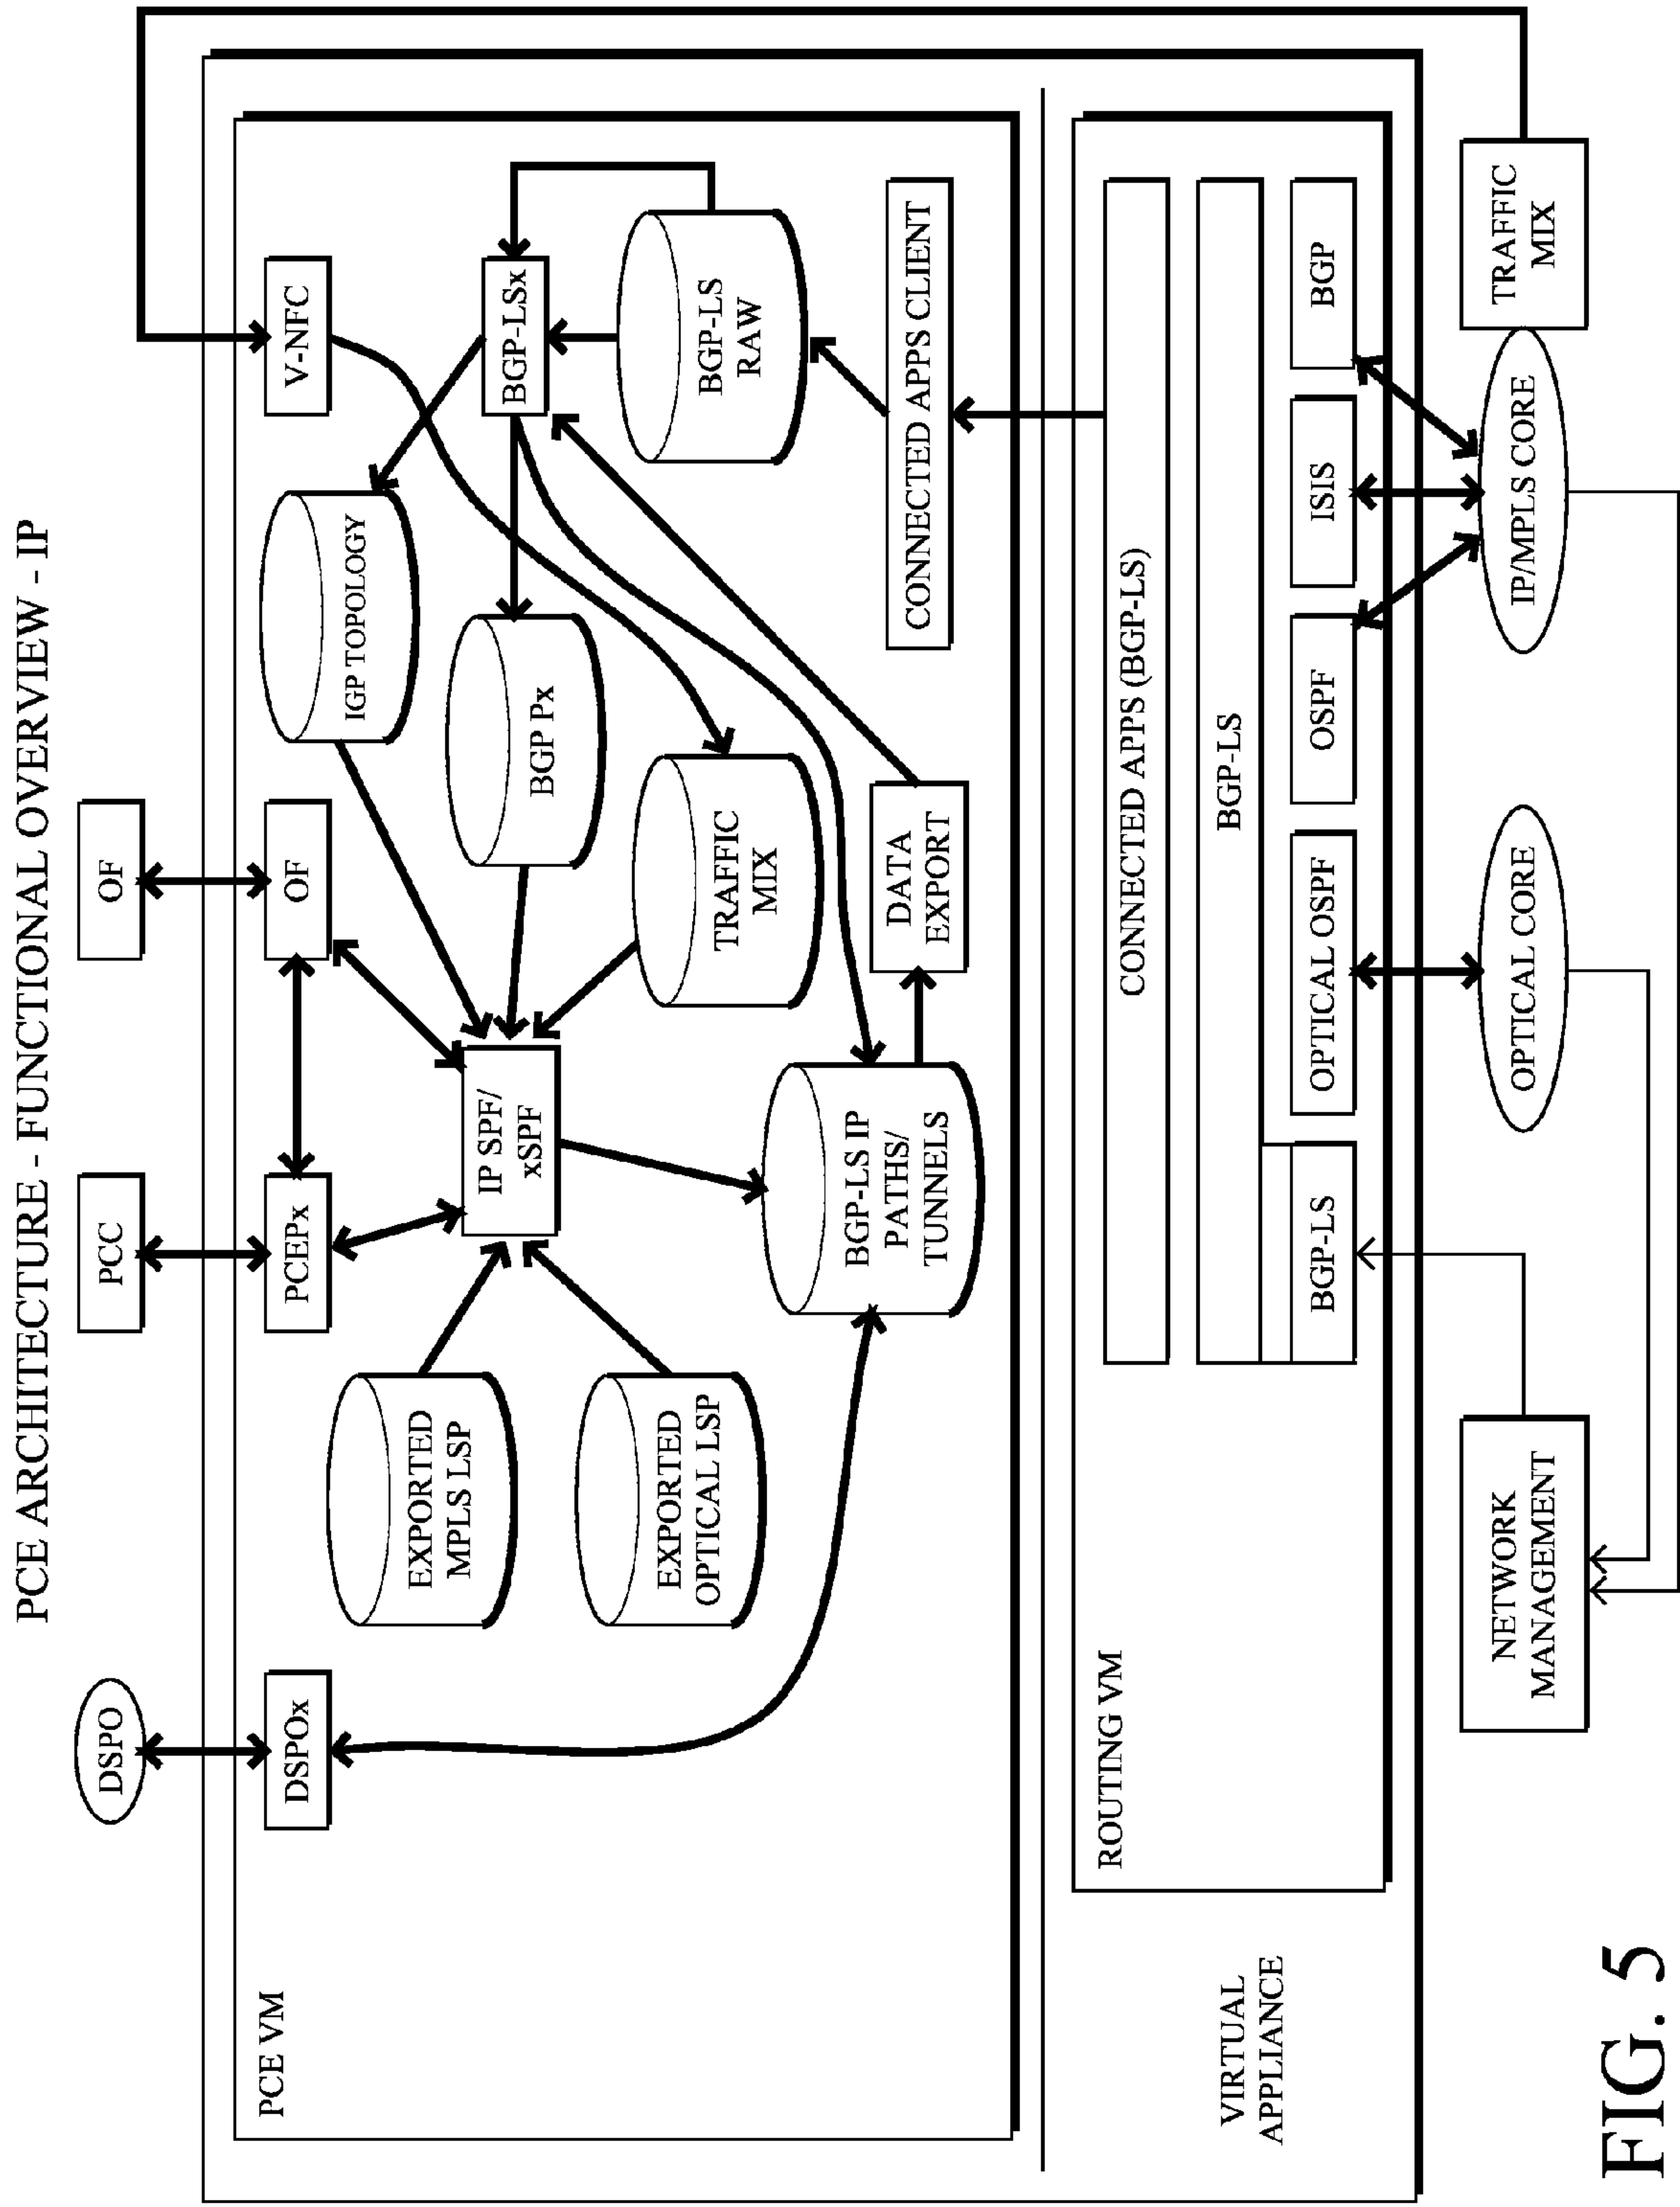 PCE ARCHITECTURE - FUNCTIONAL OVERVIEW - IP
DSPO
PCC
OF
PCE VM
DSPOx
PCEPx
OF
V-NFC
EXPORTED
MPLS LSP
IGP TOPOLOGY
IP SPF/
xSPF
BGP Px
BGP-LSx
EXPORTED
OPTICAL LSP
TRAFFIC
MIX
BGP-LS
RAW
BGP-LS IP
PATHS/
TUNNELS
DATA
EXPORT
CONNECTED APPS CLIENT
ROUTING VM
CONNECTED APPS (BGP-LS)
BGP-LS
VIRTUAL
APPLIANCE
BGP-LS
OPTICAL OSPF
OSPF
ISIS
BGP
NETWORK
MANAGEMENT
OPTICAL CORE
IP/MPLS CORE
TRAFFIC
MIX
FIG. 5